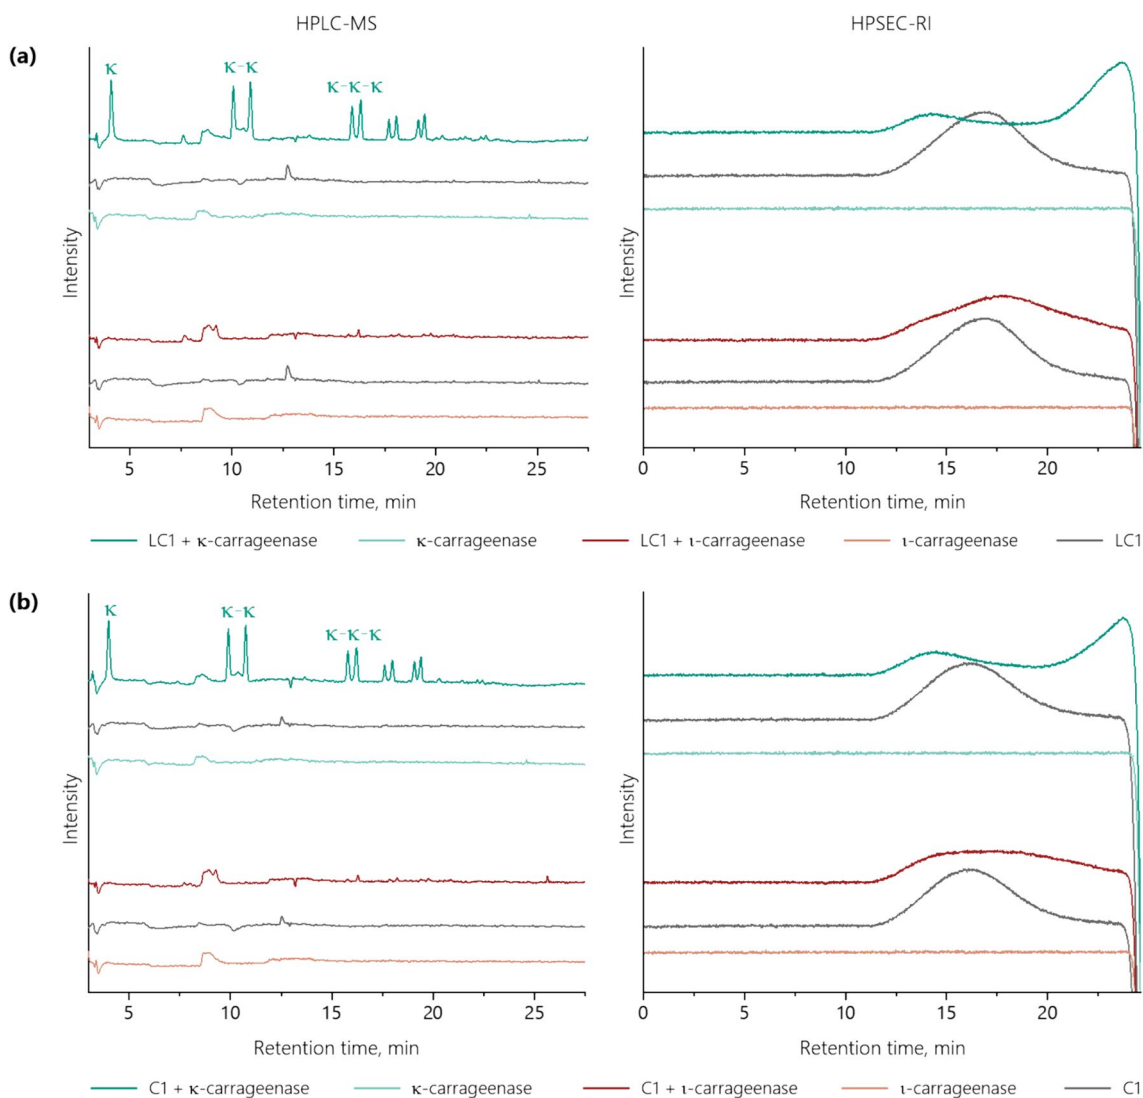 HPLC-MS HPSEC-RI
(a)
κ κ-κ κ-κ-κ
Intensity Intensity
5 10 15 20 25 0 5 10 15 20
Retention time, min Retention time, min
LC1 + κ-carrageenase κ-carrageenase LC1 + ι-carrageenase ι-carrageenase LC1
(b)
κ κ-κ κ-κ-κ
Intensity Intensity
5 10 15 20 25 0 5 10 15 20
Retention time, min Retention time, min
C1 + κ-carrageenase κ-carrageenase C1 + ι-carrageenase ι-carrageenase C1